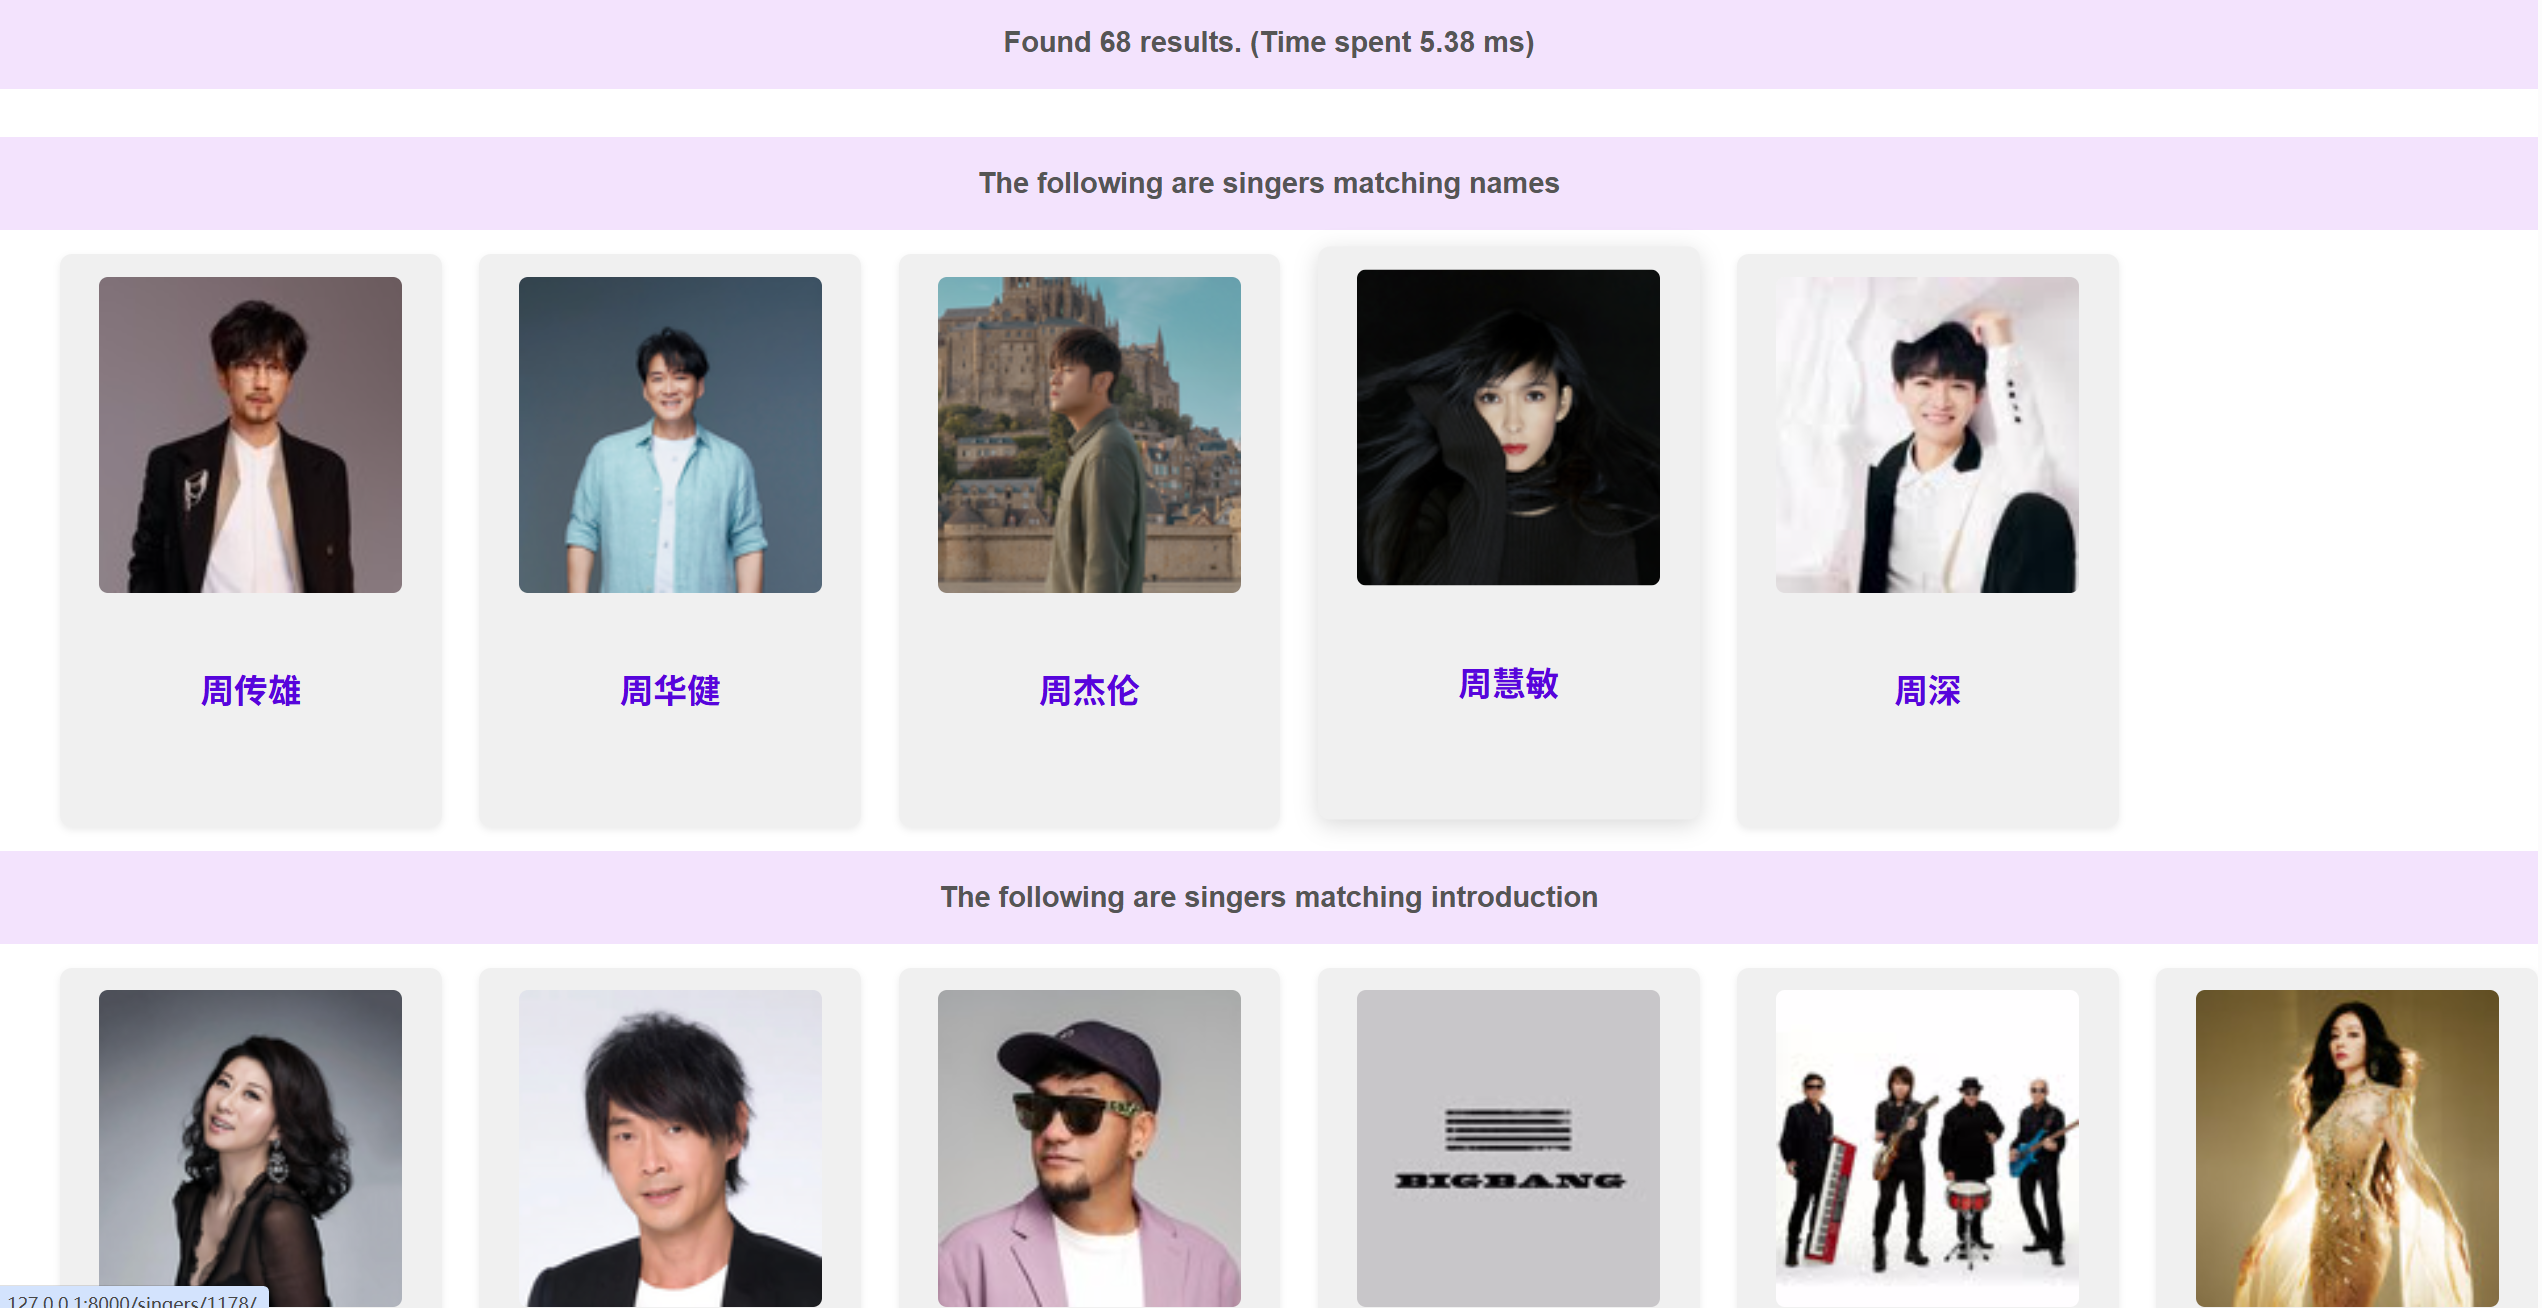 Found 68 results. (Time spent 5.38 ms)
The following are singers matching names
周传雄
周华健
周杰伦
周慧敏
周深
The following are singers matching introduction
BIGBANG
127.0.0.1:8000/singers/1178/